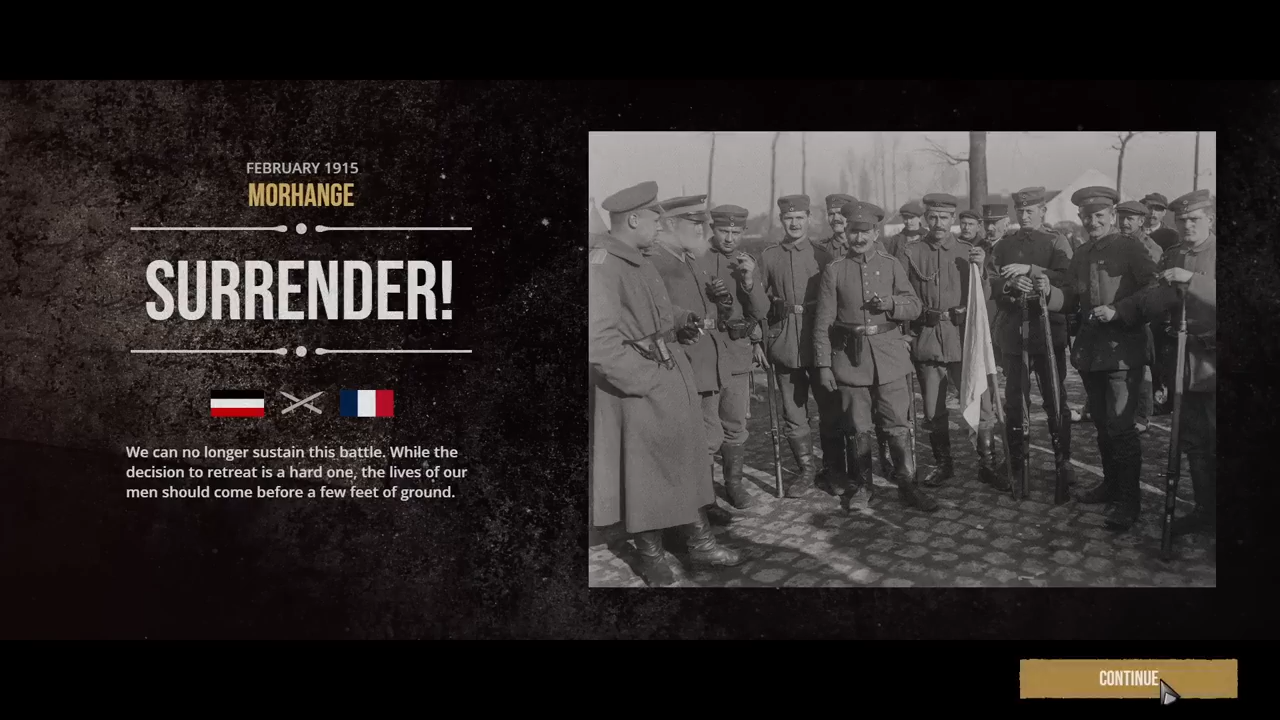 FEBRUARY 1915
MORHANGE
SURRENDER!
We can no longer sustain this battle. While the
decision to retreat is a hard one, the lives of our
men should come before a few feet of ground.
CONTINUE